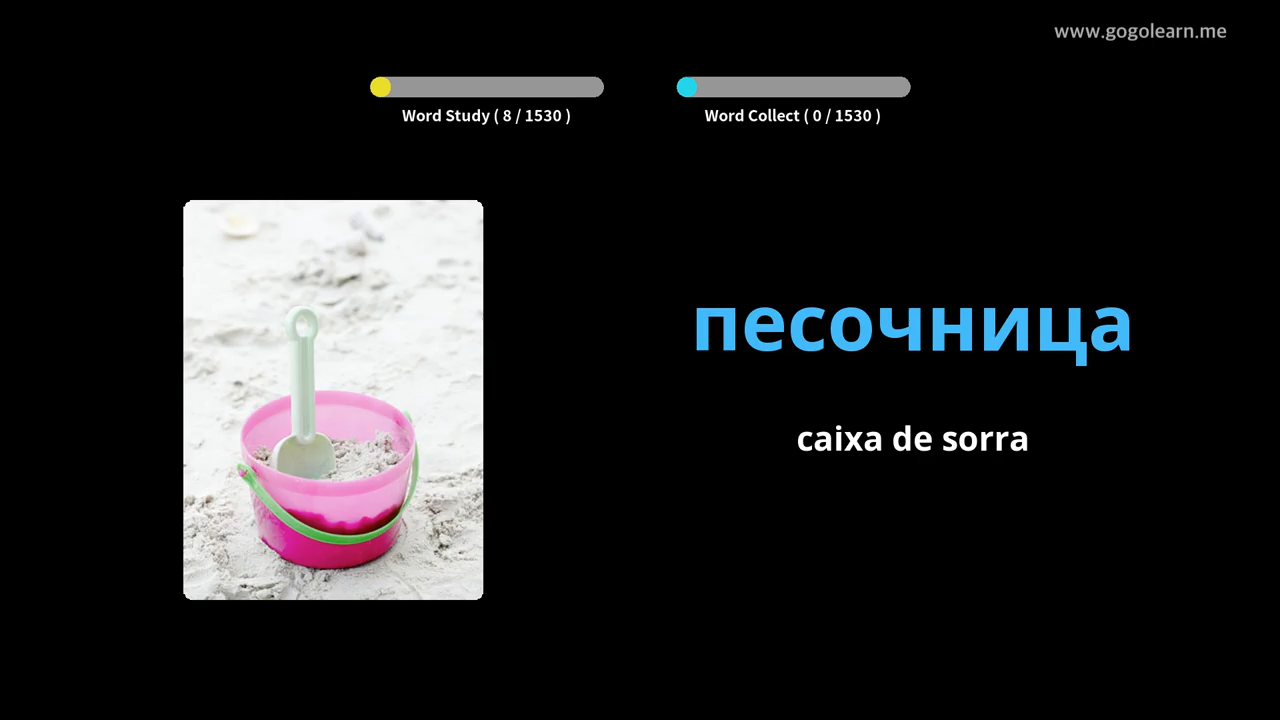 www.gogolearn.me
Word Study ( 8 / 1530 )
Word Collect ( 0 / 1530 )
песочница
caixa de sorra